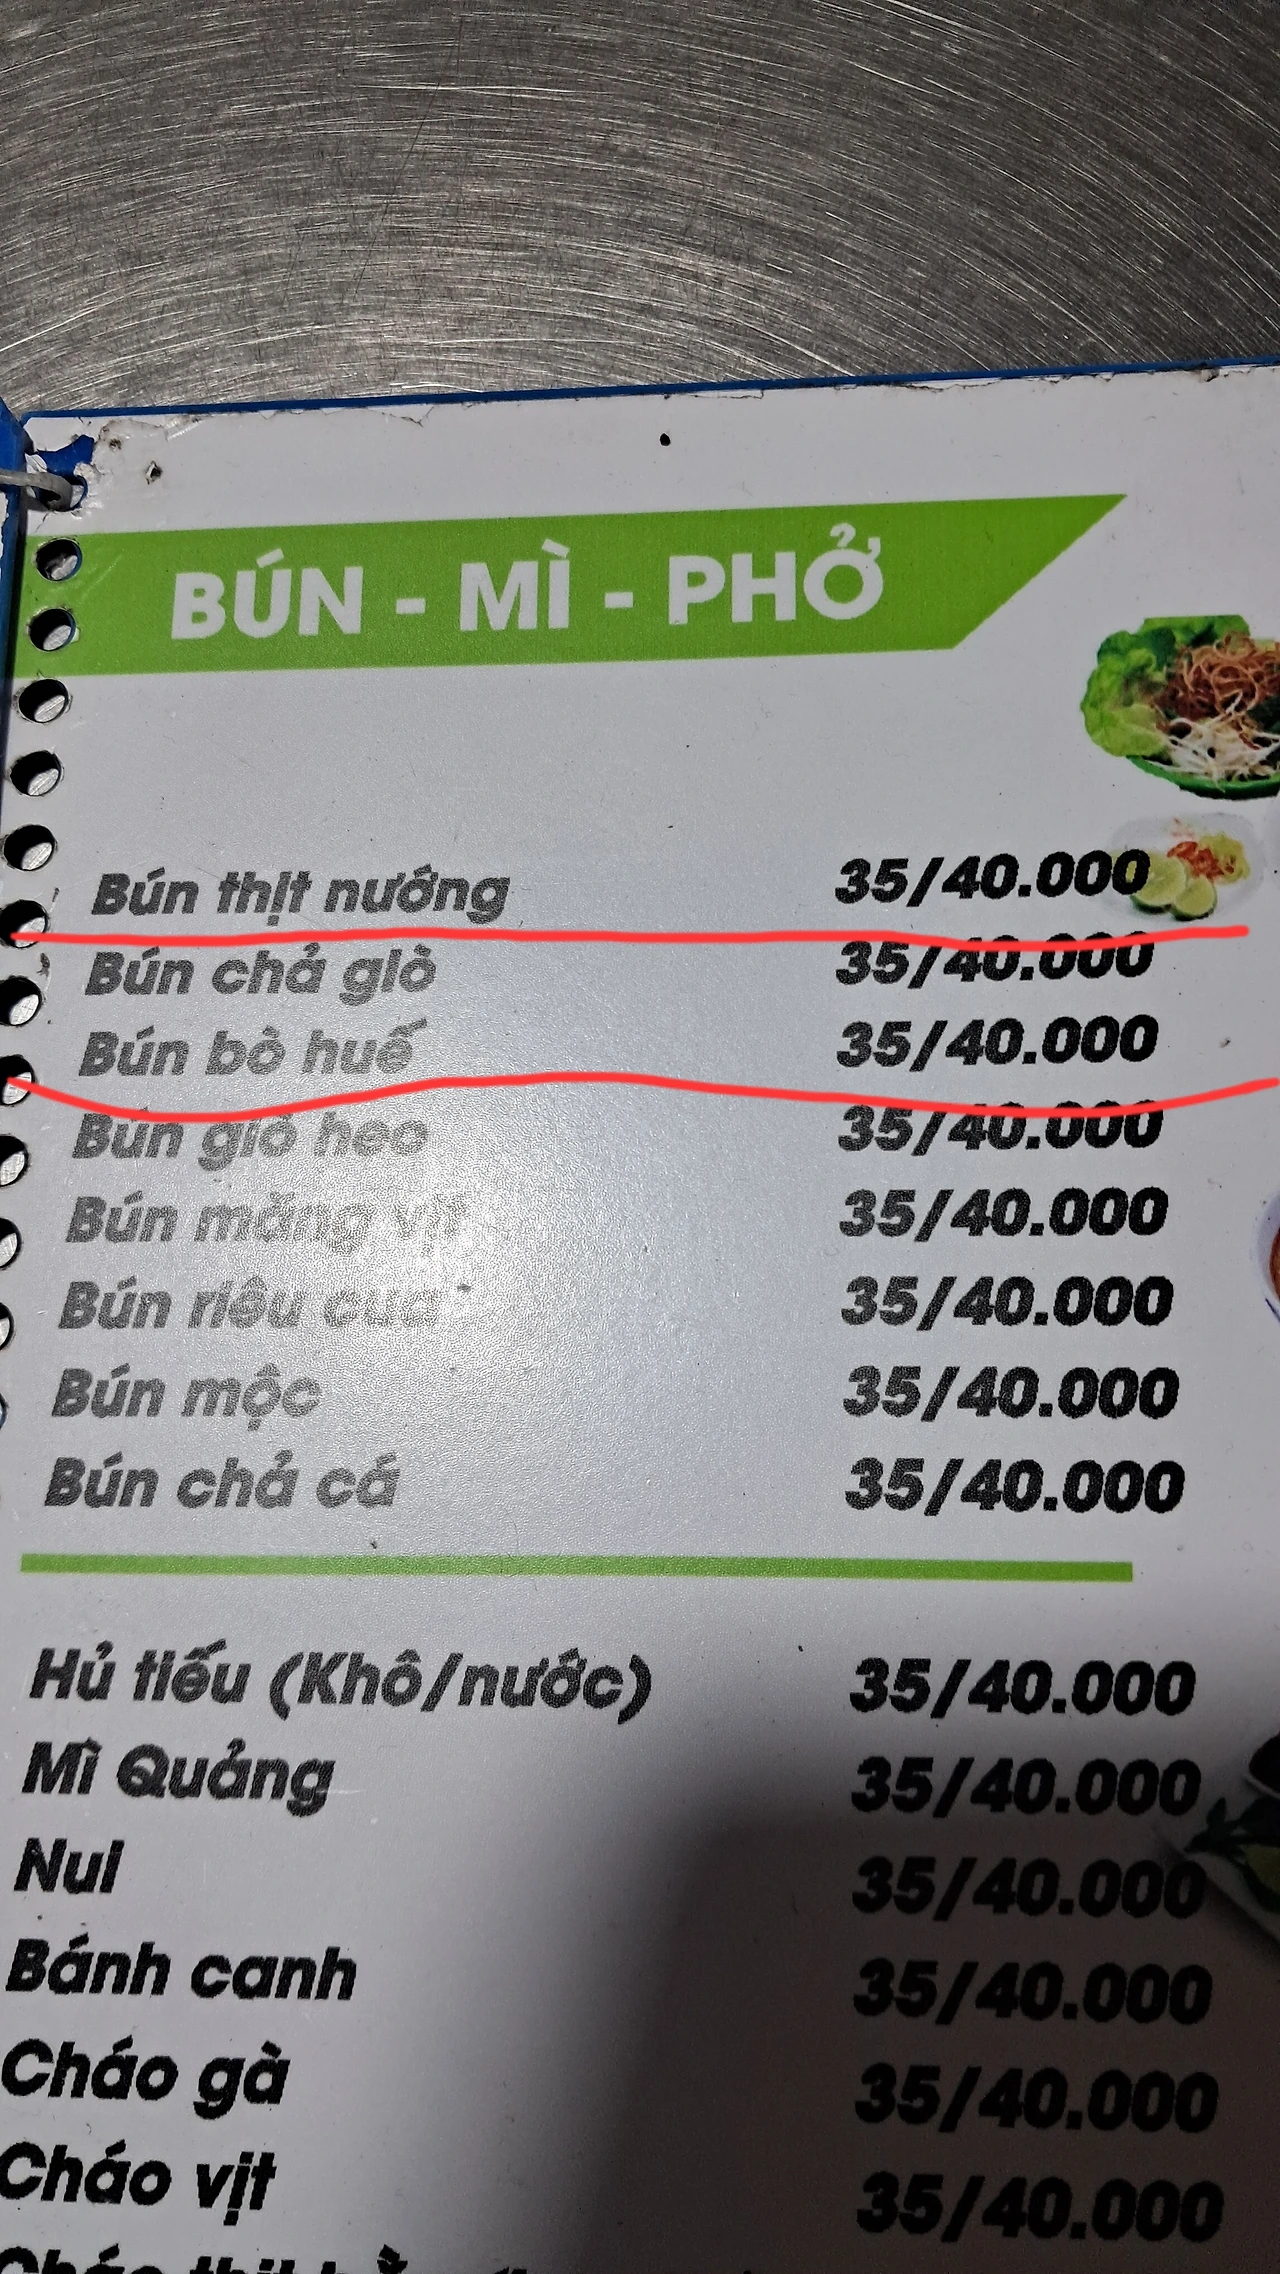 BÚN - MÌ - PHỞ
Bún thịt nướng 35/40.000
Bún chả giò 35/40.000
Bún bò huế 35/40.000
Bún giò heo 35/40.000
Bún măng vịt 35/40.000
Bún riêu cua 35/40.000
Bún mộc 35/40.000
Bún chả cá 35/40.000
Hủ tiếu (Khô/nước) 35/40.000
Mì Quảng 35/40.000
Nui 35/40.000
Bánh canh 35/40.000
Cháo gà 35/40.000
Cháo vịt 35/40.000
Cháo thịt